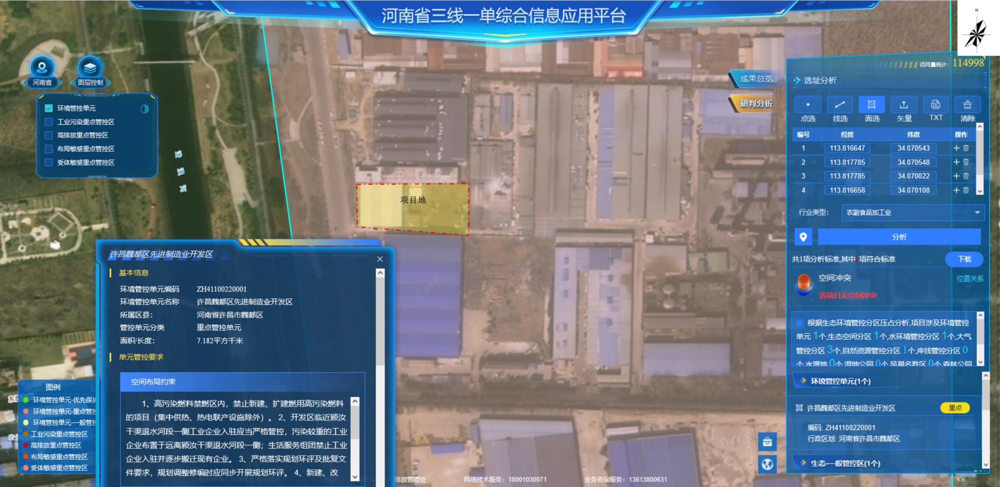 河南省三线一单综合信息应用平台
N
河南省
图层控制
环境管控单元
工业污染重点管控区
高排放重点管控区
布局敏感重点管控区
受体敏感重点管控区
成果总览
研判分析
访问量统计: 114998
选址分析
点选 线选 面选 矢量 TXT 清除
编号 经度 纬度 操作
1 113.816647 34.070543
2 113.817785 34.070548
3 113.817785 34.070022
4 113.816658 34.070108
行业类型: 农副食品加工业
分析
共1项分析标准,其中1项符合标准
下载
空间冲突
位置关系
该项目无空间冲突
根据生态环境管控分区压占分析,项目涉及环境管控
单元 1个,生态空间分区 1个,水环境管控分区 1个,大气
管控分区 3个,自然资源管控分区 1个,岸线管控分区 0
个,水源地 0个,湿地公园 0个,风景名胜区 0个,森林公园
环境管控单元(1个)
许昌魏都区先进制造业开发区
重点
编码: ZH41100220001
行政区划: 河南省许昌市魏都区
生态-一般管控区(1个)
项目地
许昌魏都区先进制造业开发区
基本信息
环境管控单元编码 ZH41100220001
环境管控单元名称 许昌魏都区先进制造业开发区
所属区县: 河南省许昌市魏都区
管控单元分类 重点管控单元
面积/长度: 7.182平方千米
单元管控要求
空间布局约束
1、高污染燃料禁燃区内，禁止新建、扩建燃用高污染燃料
的项目（集中供热、热电联产设施除外）。2、开发区临近颍汝
干渠退水河段一侧工业企业入驻应当严格管控，污染较重的工业
企业布置于远离颍汝干渠退水河段一侧；生活服务组团禁止工业
企业入驻并逐步搬迁现有企业。 3、严格落实规划环评及批复文
件要求，规划调整修编时应同步开展规划环评。 4、新建、改
图例
环境管控单元-优先保护
环境管控单元-重点管控
环境管控单元-一般管控
工业污染重点管控区
高排放重点管控区
布局敏感重点管控区
受体敏感重点管控区
排放管理处
网络技术服务：18001030071
业务咨询服务：13613800631